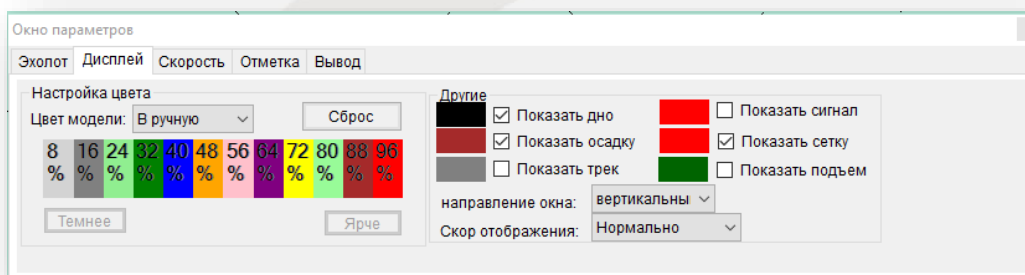 Окно параметров
Эхолот Дисплей Скорость Отметка Вывод
Настройка цвета
Цвет модели: В ручную Сброс
8 16 24 32 40 48 56 64 72 80 88 96
% % % % % % % % % % % %
Темнее Ярче
Другие
Показать дно Показать сигнал
Показать осадку Показать сетку
Показать трек Показать подъем
направление окна: вертикальны
Скор отображения: Нормально